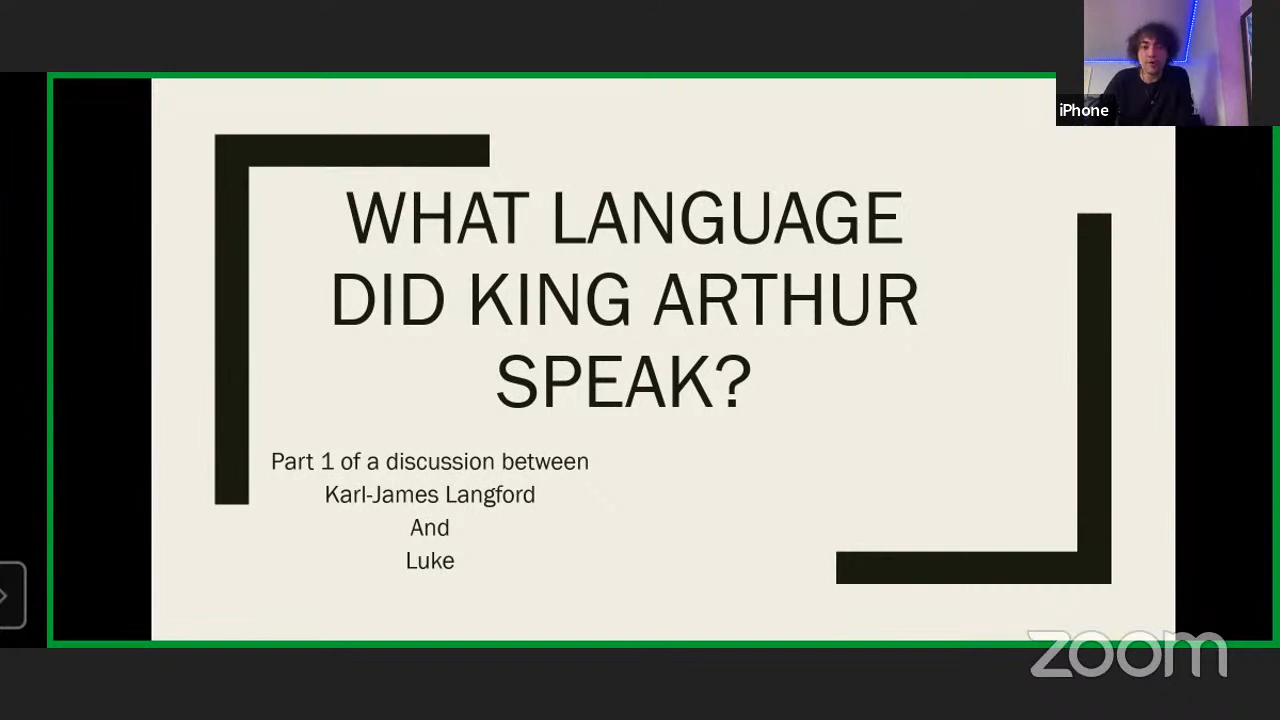 iPhone
WHAT LANGUAGE
DID KING ARTHUR
SPEAK?
Part 1 of a discussion between
Karl-James Langford
And
Luke
zoom